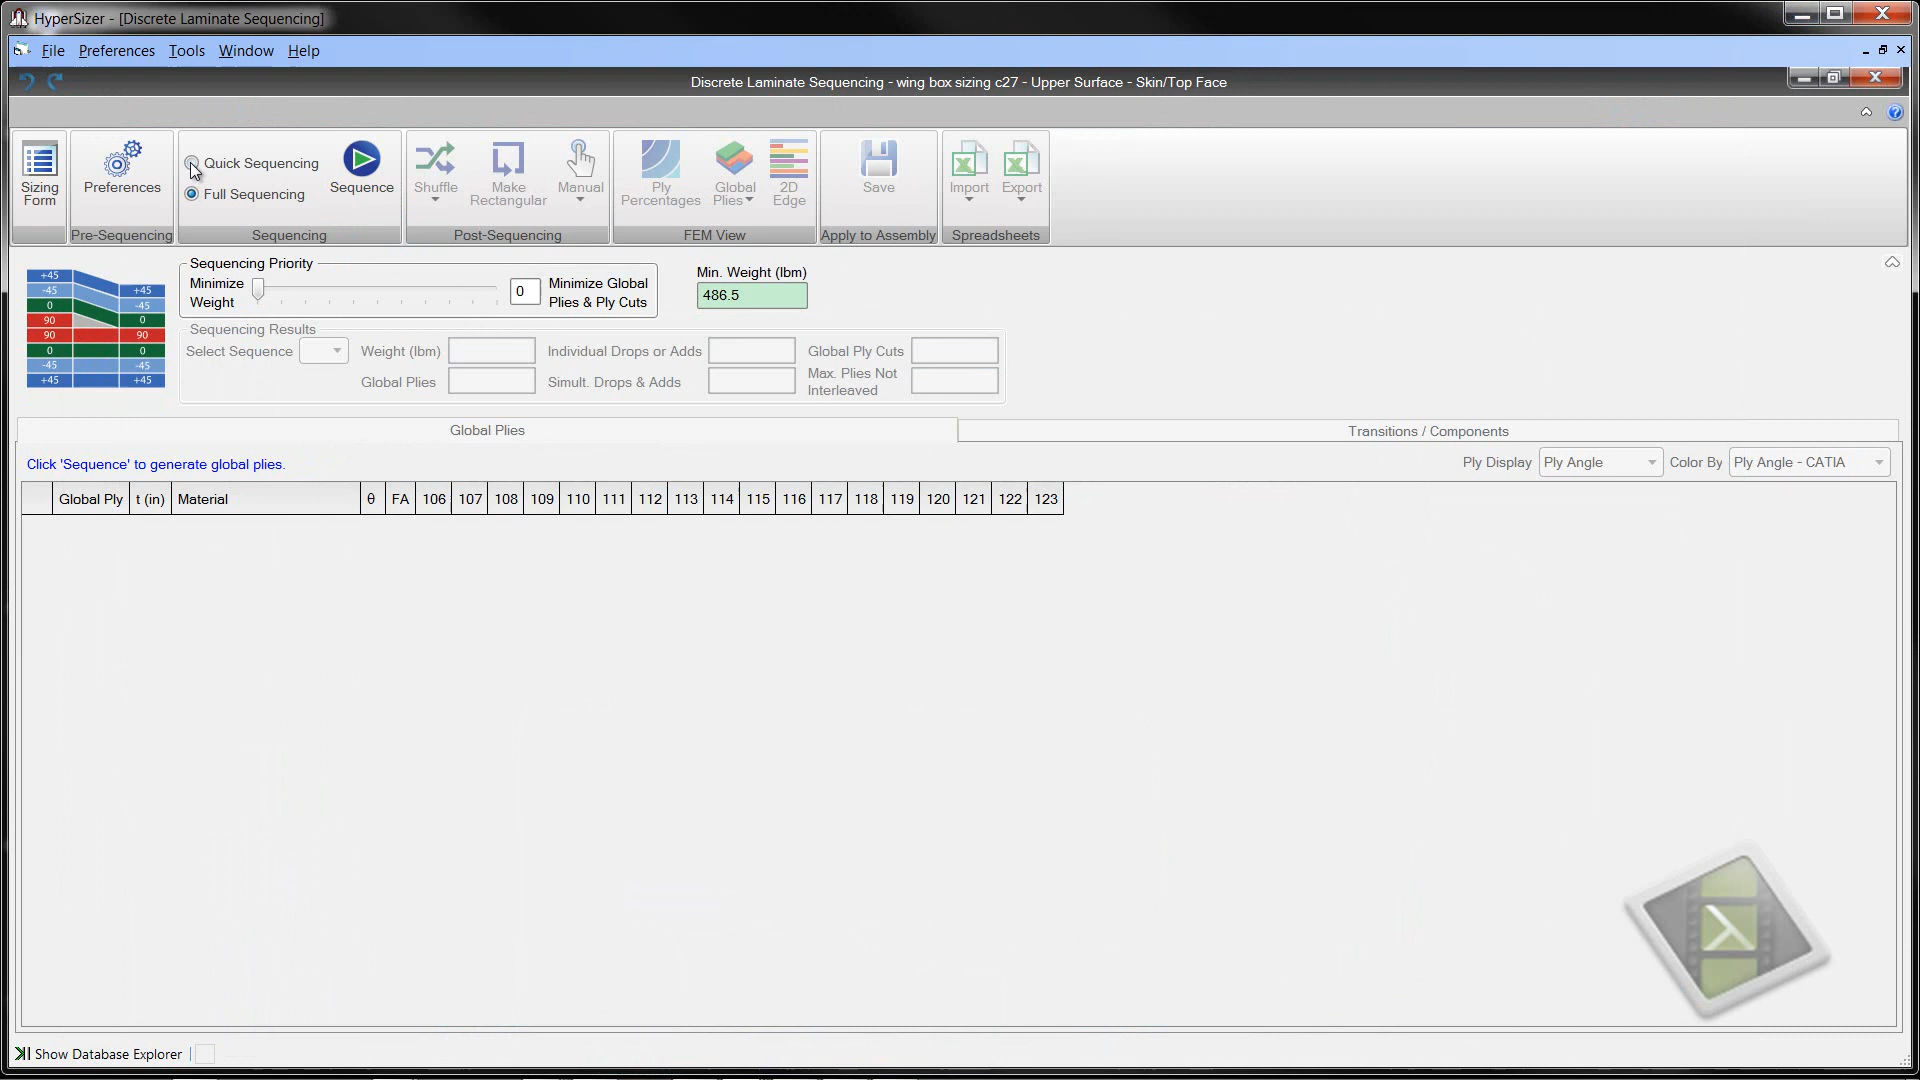 HyperSizer - [Discrete Laminate Sequencing]
File Preferences Tools Window Help
Discrete Laminate Sequencing - wing box sizing c27 - Upper Surface - Skin/Top Face
Sizing Form
Preferences
Pre-Sequencing
Quick Sequencing
Full Sequencing
Sequence
Sequencing
Shuffle
Make Rectangular
Manual
Post-Sequencing
Ply Percentages
Global Plies
2D Edge
FEM View
Save
Apply to Assembly
Import
Export
Spreadsheets
+45
-45 +45
0 -45
90 0
90 90
0 0
-45 -45
+45 +45
Sequencing Priority
Minimize Weight
0
Minimize Global Plies & Ply Cuts
Min. Weight (lbm)
486.5
Sequencing Results
Select Sequence
Weight (lbm)
Individual Drops or Adds
Global Ply Cuts
Global Plies
Simult. Drops & Adds
Max. Plies Not Interleaved
Global Plies
Transitions / Components
Click 'Sequence' to generate global plies.
Ply Display Ply Angle Color By Ply Angle - CATIA
Global Ply t (in) Material θ FA 106 107 108 109 110 111 112 113 114 115 116 117 118 119 120 121 122 123
Show Database Explorer